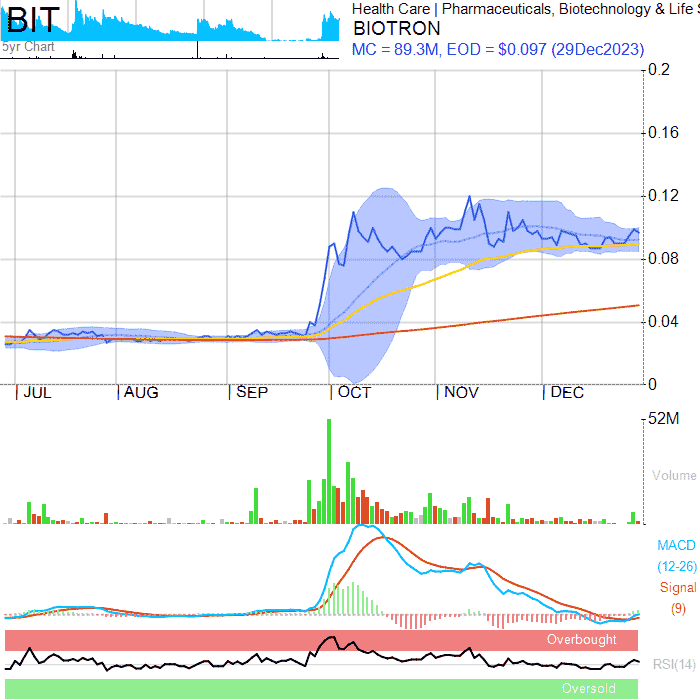 BIT
5yr Chart
Health Care | Pharmaceuticals, Biotechnology & Life S
BIOTRON
MC = 89.3M, EOD = $0.097 (29Dec2023)
0.2
0.16
0.12
0.08
0.04
0
JUL AUG SEP OCT NOV DEC
52M
Volume
MACD
(12-26)
Signal
(9)
Overbought
RSI(14)
Oversold